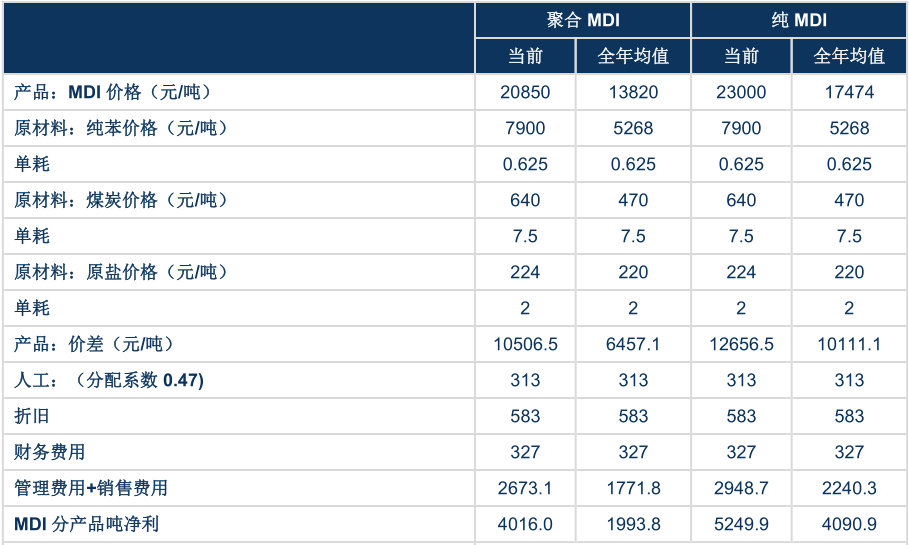 聚合 MDI 纯 MDI
当前 全年均值 当前 全年均值
产品：MDI 价格（元/吨） 20850 13820 23000 17474
原材料：纯苯价格（元/吨） 7900 5268 7900 5268
单耗 0.625 0.625 0.625 0.625
原材料：煤炭价格（元/吨） 640 470 640 470
单耗 7.5 7.5 7.5 7.5
原材料：原盐价格（元/吨） 224 220 224 220
单耗 2 2 2 2
产品：价差（元/吨） 10506.5 6457.1 12656.5 10111.1
人工：（分配系数 0.47) 313 313 313 313
折旧 583 583 583 583
财务费用 327 327 327 327
管理费用+销售费用 2673.1 1771.8 2948.7 2240.3
MDI 分产品吨净利 4016.0 1993.8 5249.9 4090.9